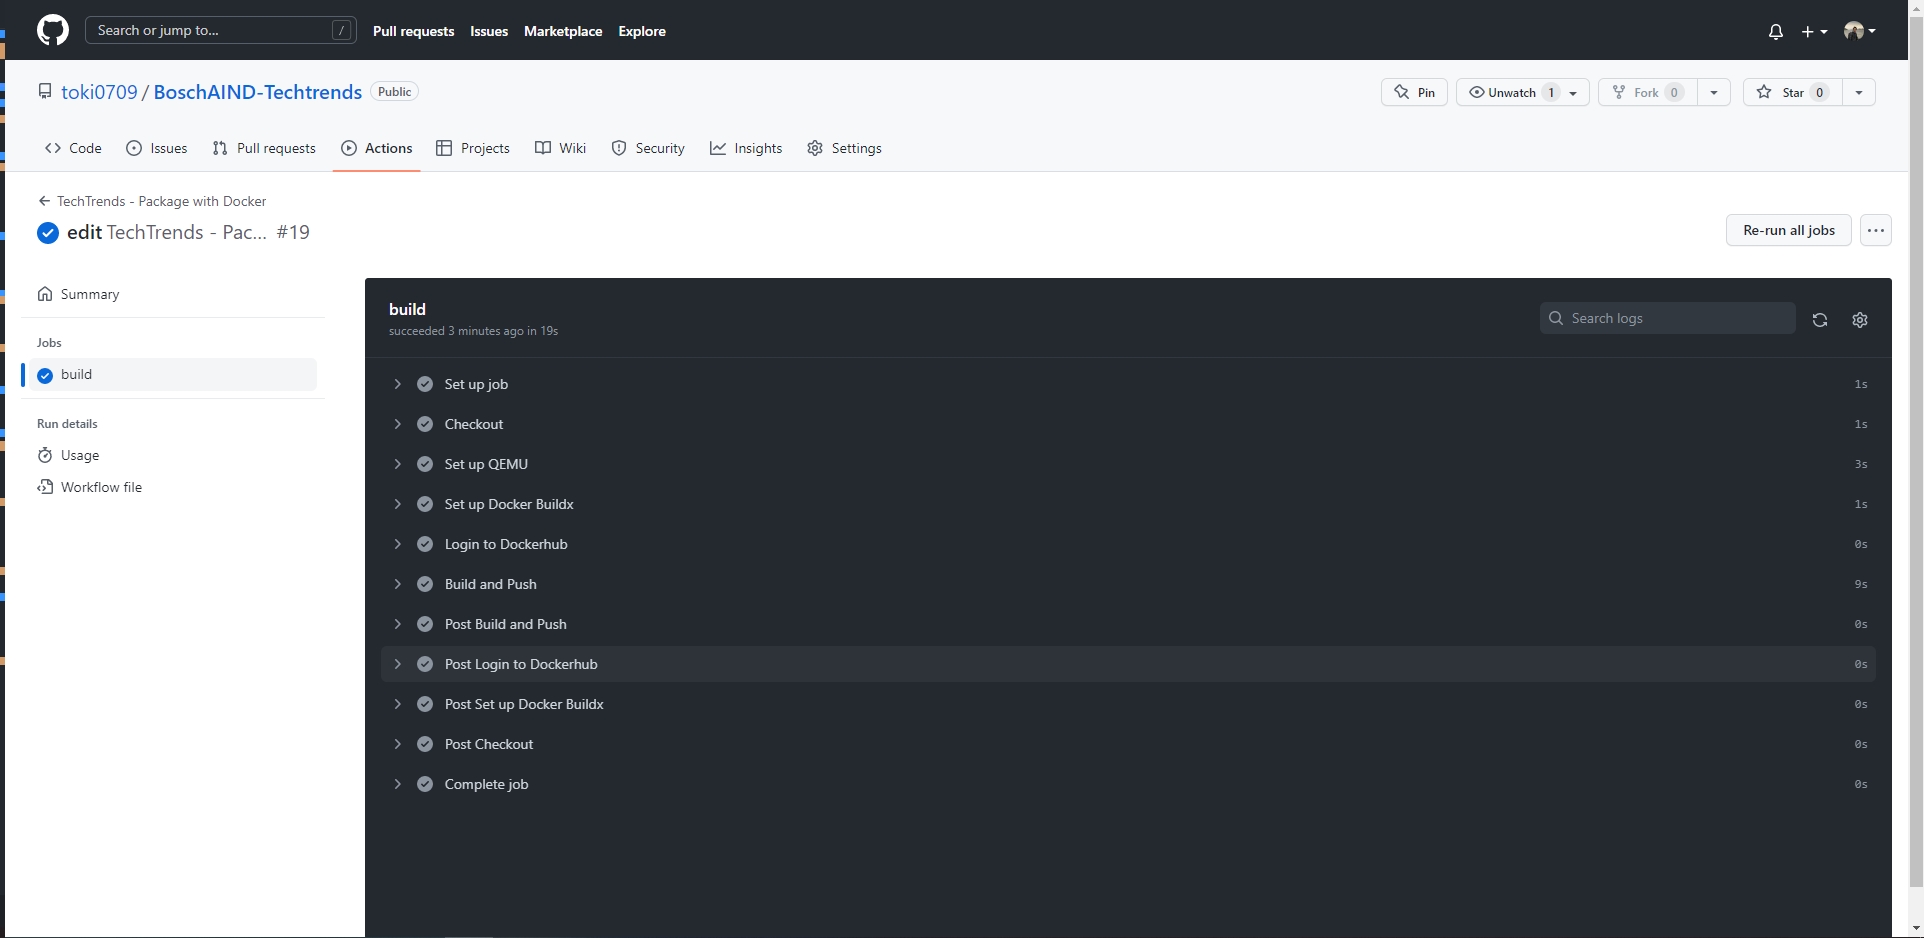 Search or jump to... /
Pull requests Issues Marketplace Explore
toki0709 / BoschAIND-Techtrends Public
Pin Unwatch 1 Fork 0 Star 0
Code Issues Pull requests Actions Projects Wiki Security Insights Settings
TechTrends - Package with Docker
edit TechTrends - Pac... #19
Re-run all jobs
Summary
Jobs
build
Run details
Usage
Workflow file
build
succeeded 3 minutes ago in 19s
Search logs
Set up job 1s
Checkout 1s
Set up QEMU 3s
Set up Docker Buildx 1s
Login to Dockerhub 0s
Build and Push 9s
Post Build and Push 0s
Post Login to Dockerhub 0s
Post Set up Docker Buildx 0s
Post Checkout 0s
Complete job 0s